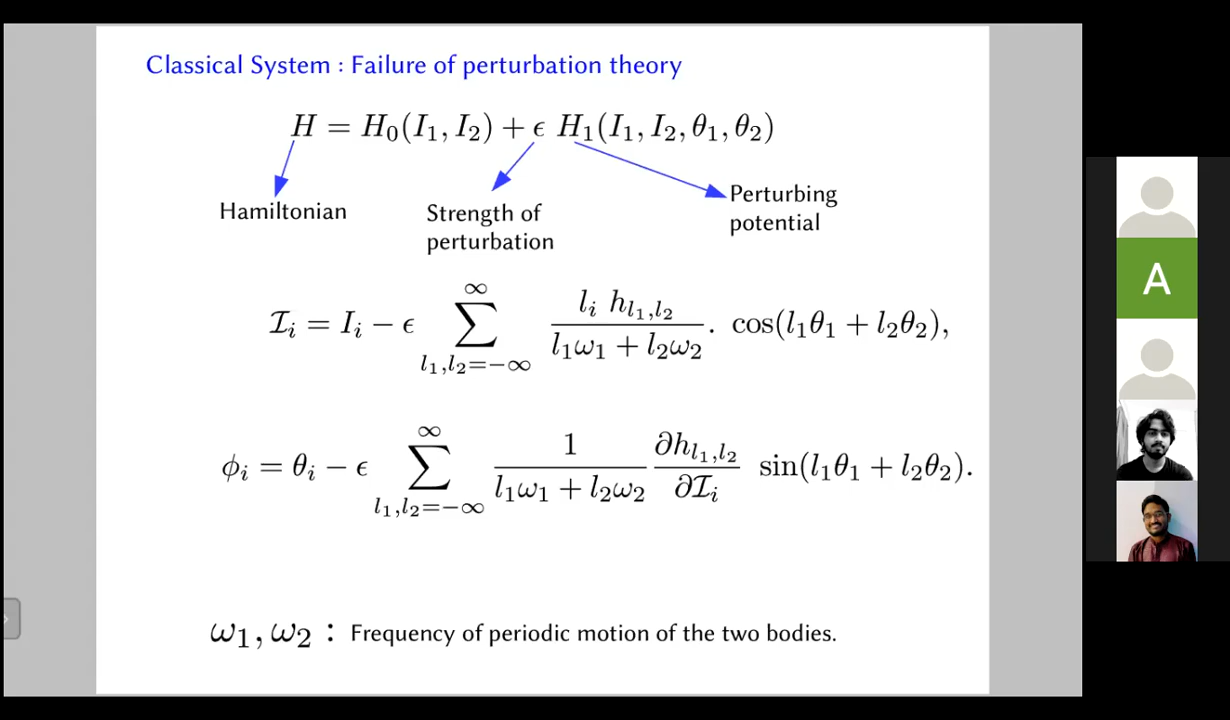 Classical System : Failure of perturbation theory
H = H₀(I₁, I₂) + ϵ H₁(I₁, I₂, θ₁, θ₂)
Hamiltonian
Strength of
perturbation
Perturbing
potential
ℐᵢ = Iᵢ − ϵ ∑_{l₁,l₂=−∞}^{∞} \frac{lᵢ h_{l₁,l₂}}{l₁ω₁ + l₂ω₂} . cos(l₁θ₁ + l₂θ₂),
ϕᵢ = θᵢ − ϵ ∑_{l₁,l₂=−∞}^{∞} \frac{1}{l₁ω₁ + l₂ω₂} \frac{∂h_{l₁,l₂}}{∂ℐᵢ} sin(l₁θ₁ + l₂θ₂).
ω₁, ω₂ : Frequency of periodic motion of the two bodies.
A